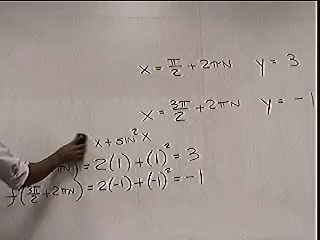 x = π/2 + 2πN   y = 3
x = 3π/2 + 2πN   y = -1
x + sin² x
πN) = 2(1) + (1)² = 3
f(3π/2 + 2πN) = 2(-1) + (-1)² = -1